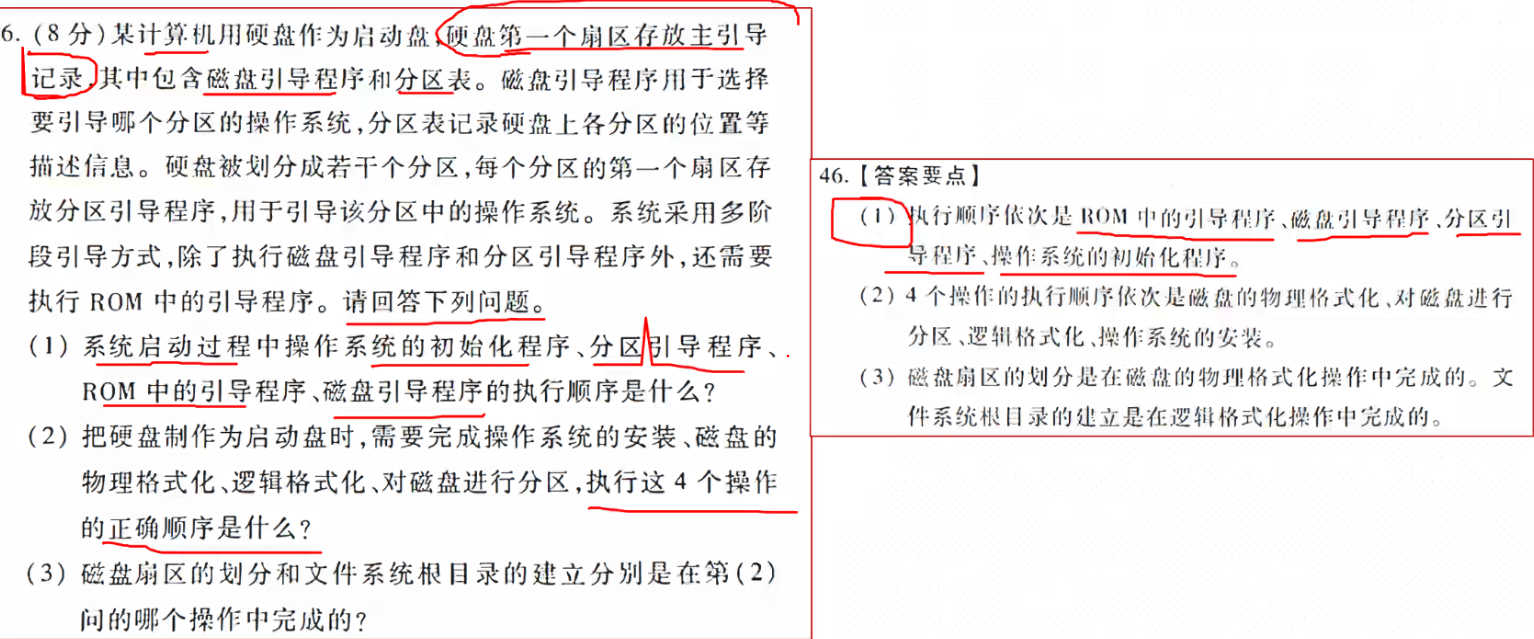 6. (8 分)某计算机用硬盘作为启动盘,硬盘第一个扇区存放主引导
记录,其中包含磁盘引导程序和分区表。磁盘引导程序用于选择
要引导哪个分区的操作系统,分区表记录硬盘上各分区的位置等
描述信息。硬盘被划分成若干个分区,每个分区的第一个扇区存
放分区引导程序,用于引导该分区中的操作系统。系统采用多阶
段引导方式,除了执行磁盘引导程序和分区引导程序外,还需要
执行 ROM 中的引导程序。请回答下列问题。
(1) 系统启动过程中操作系统的初始化程序、分区引导程序、
ROM 中的引导程序、磁盘引导程序的执行顺序是什么?
(2) 把硬盘制作为启动盘时,需要完成操作系统的安装、磁盘的
物理格式化、逻辑格式化、对磁盘进行分区,执行这 4 个操作
的正确顺序是什么?
(3) 磁盘扇区的划分和文件系统根目录的建立分别是在第(2)
问的哪个操作中完成的?
46.【答案要点】
(1) 执行顺序依次是 ROM 中的引导程序、磁盘引导程序、分区引
导程序、操作系统的初始化程序。
(2) 4 个操作的执行顺序依次是磁盘的物理格式化、对磁盘进行
分区、逻辑格式化、操作系统的安装。
(3) 磁盘扇区的划分是在磁盘的物理格式化操作中完成的。文
件系统根目录的建立是在逻辑格式化操作中完成的。